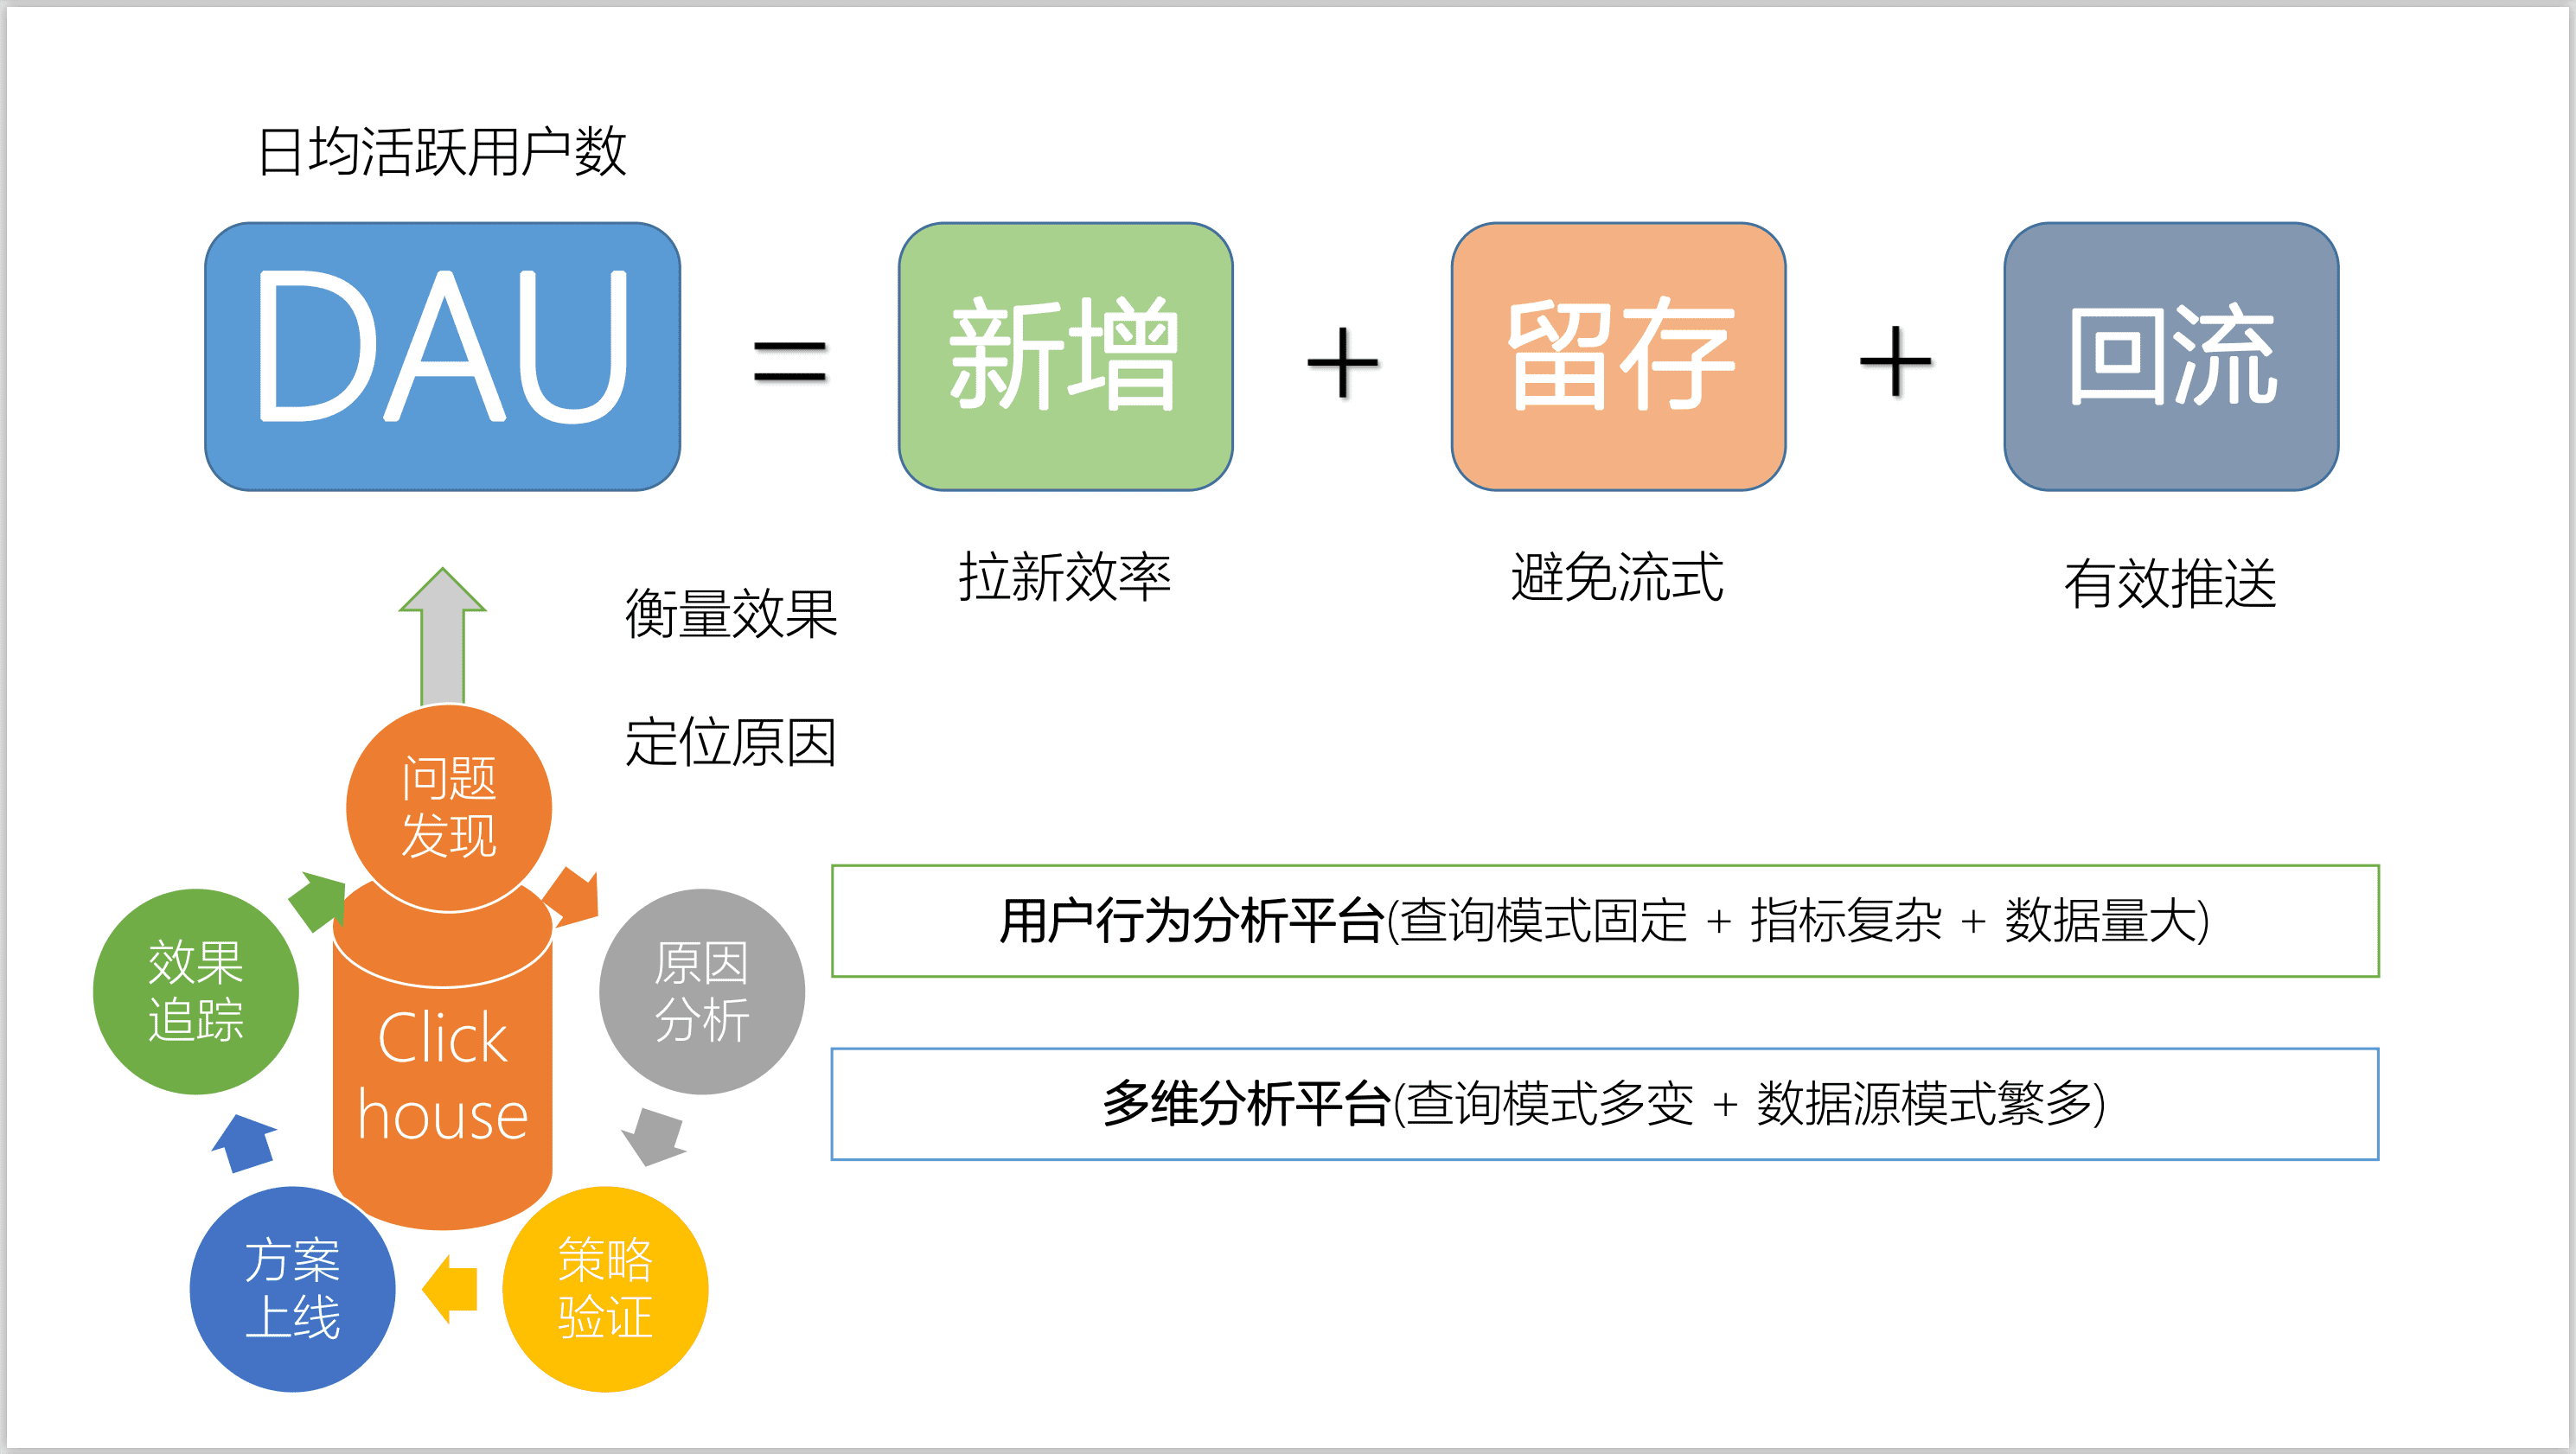 日均活跃用户数
DAU = 新增 + 留存 + 回流
拉新效率
避免流式
有效推送
衡量效果
定位原因
问题
发现
原因
分析
策略
验证
方案
上线
效果
追踪
Click
house
用户行为分析平台(查询模式固定 + 指标复杂 + 数据量大)
多维分析平台(查询模式多变 + 数据源模式繁多)